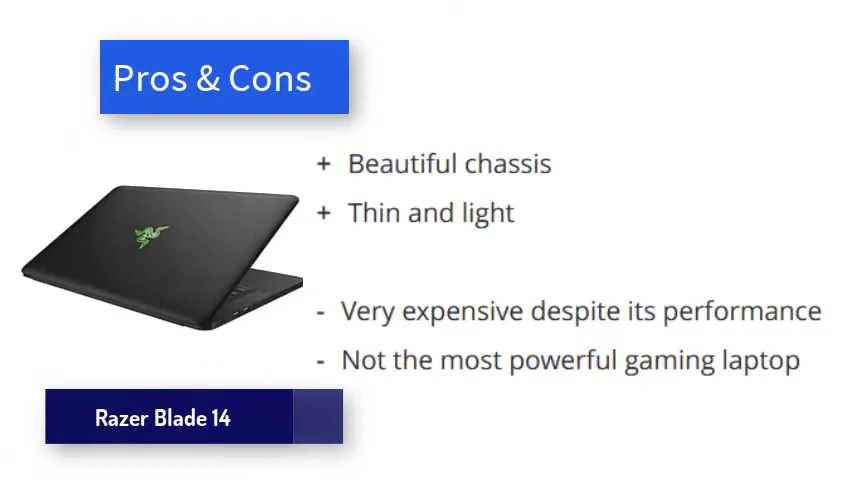 Pros & Cons
+ Beautiful chassis
+ Thin and light
- Very expensive despite its performance
- Not the most powerful gaming laptop
Razer Blade 14